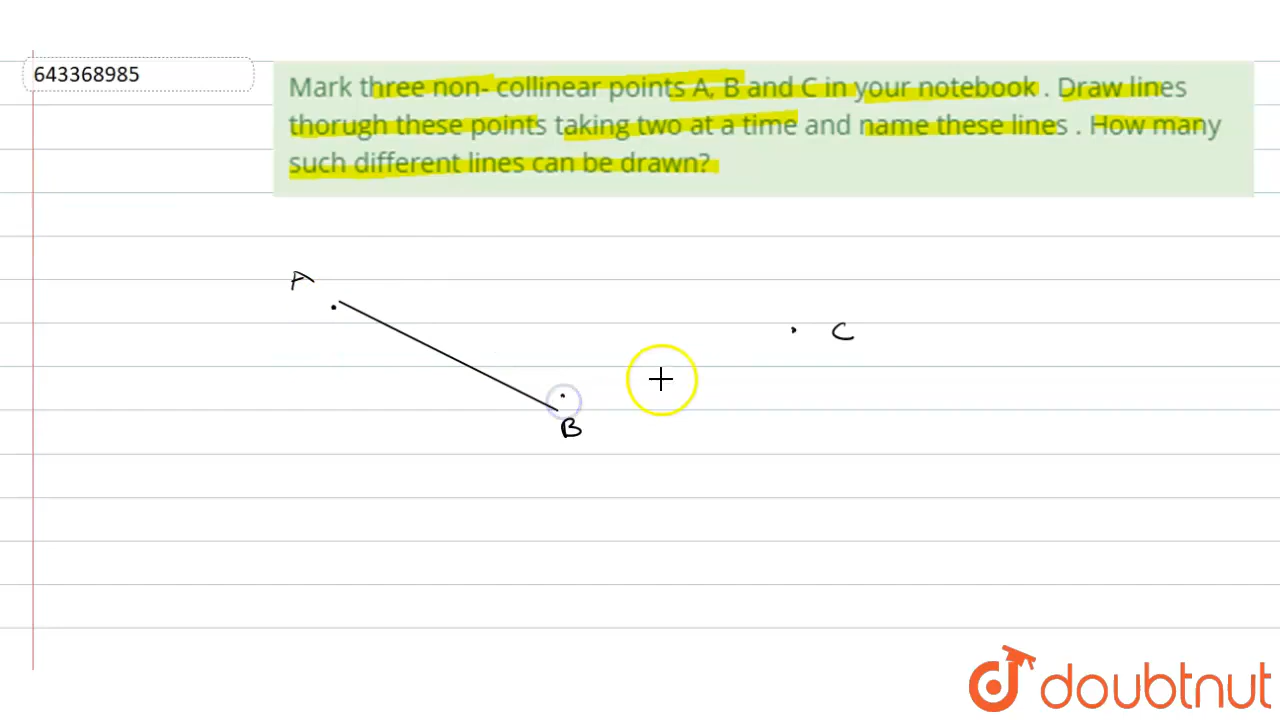 643368985
Mark three non- collinear points A, B and C in your notebook . Draw lines
thorugh these points taking two at a time and name these lines . How many
such different lines can be drawn?
A
C
B
doubtnut